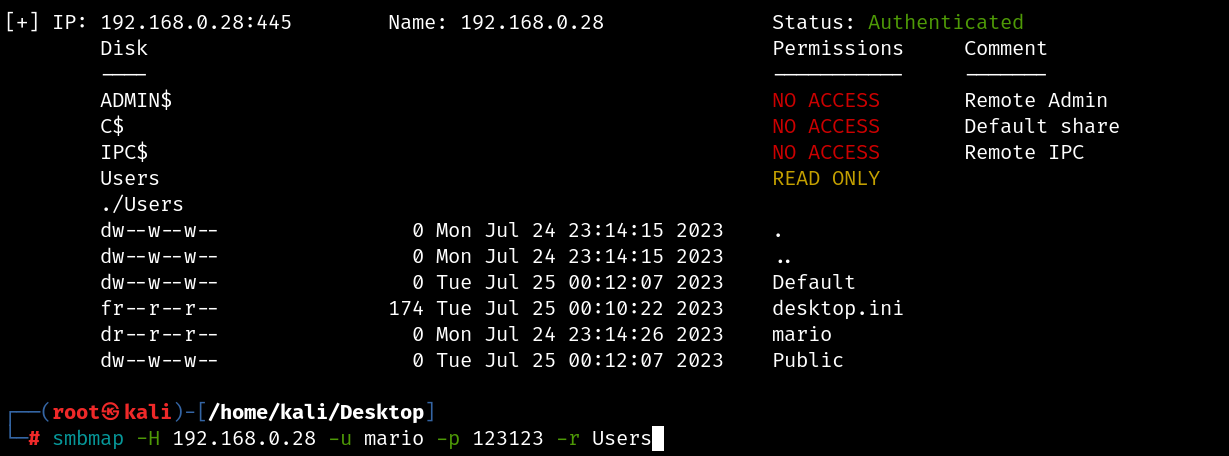 [+] IP: 192.168.0.28:445 Name: 192.168.0.28 Status: Authenticated
Disk Permissions Comment
---- ----------- -------
ADMIN$ NO ACCESS Remote Admin
C$ NO ACCESS Default share
IPC$ NO ACCESS Remote IPC
Users READ ONLY
./Users
dw--w--w-- 0 Mon Jul 24 23:14:15 2023 .
dw--w--w-- 0 Mon Jul 24 23:14:15 2023 ..
dw--w--w-- 0 Tue Jul 25 00:12:07 2023 Default
fr--r--r-- 174 Tue Jul 25 00:10:22 2023 desktop.ini
dr--r--r-- 0 Mon Jul 24 23:14:26 2023 mario
dw--w--w-- 0 Tue Jul 25 00:12:07 2023 Public
┌──(root㉿kali)-[/home/kali/Desktop]
└─# smbmap -H 192.168.0.28 -u mario -p 123123 -r Users